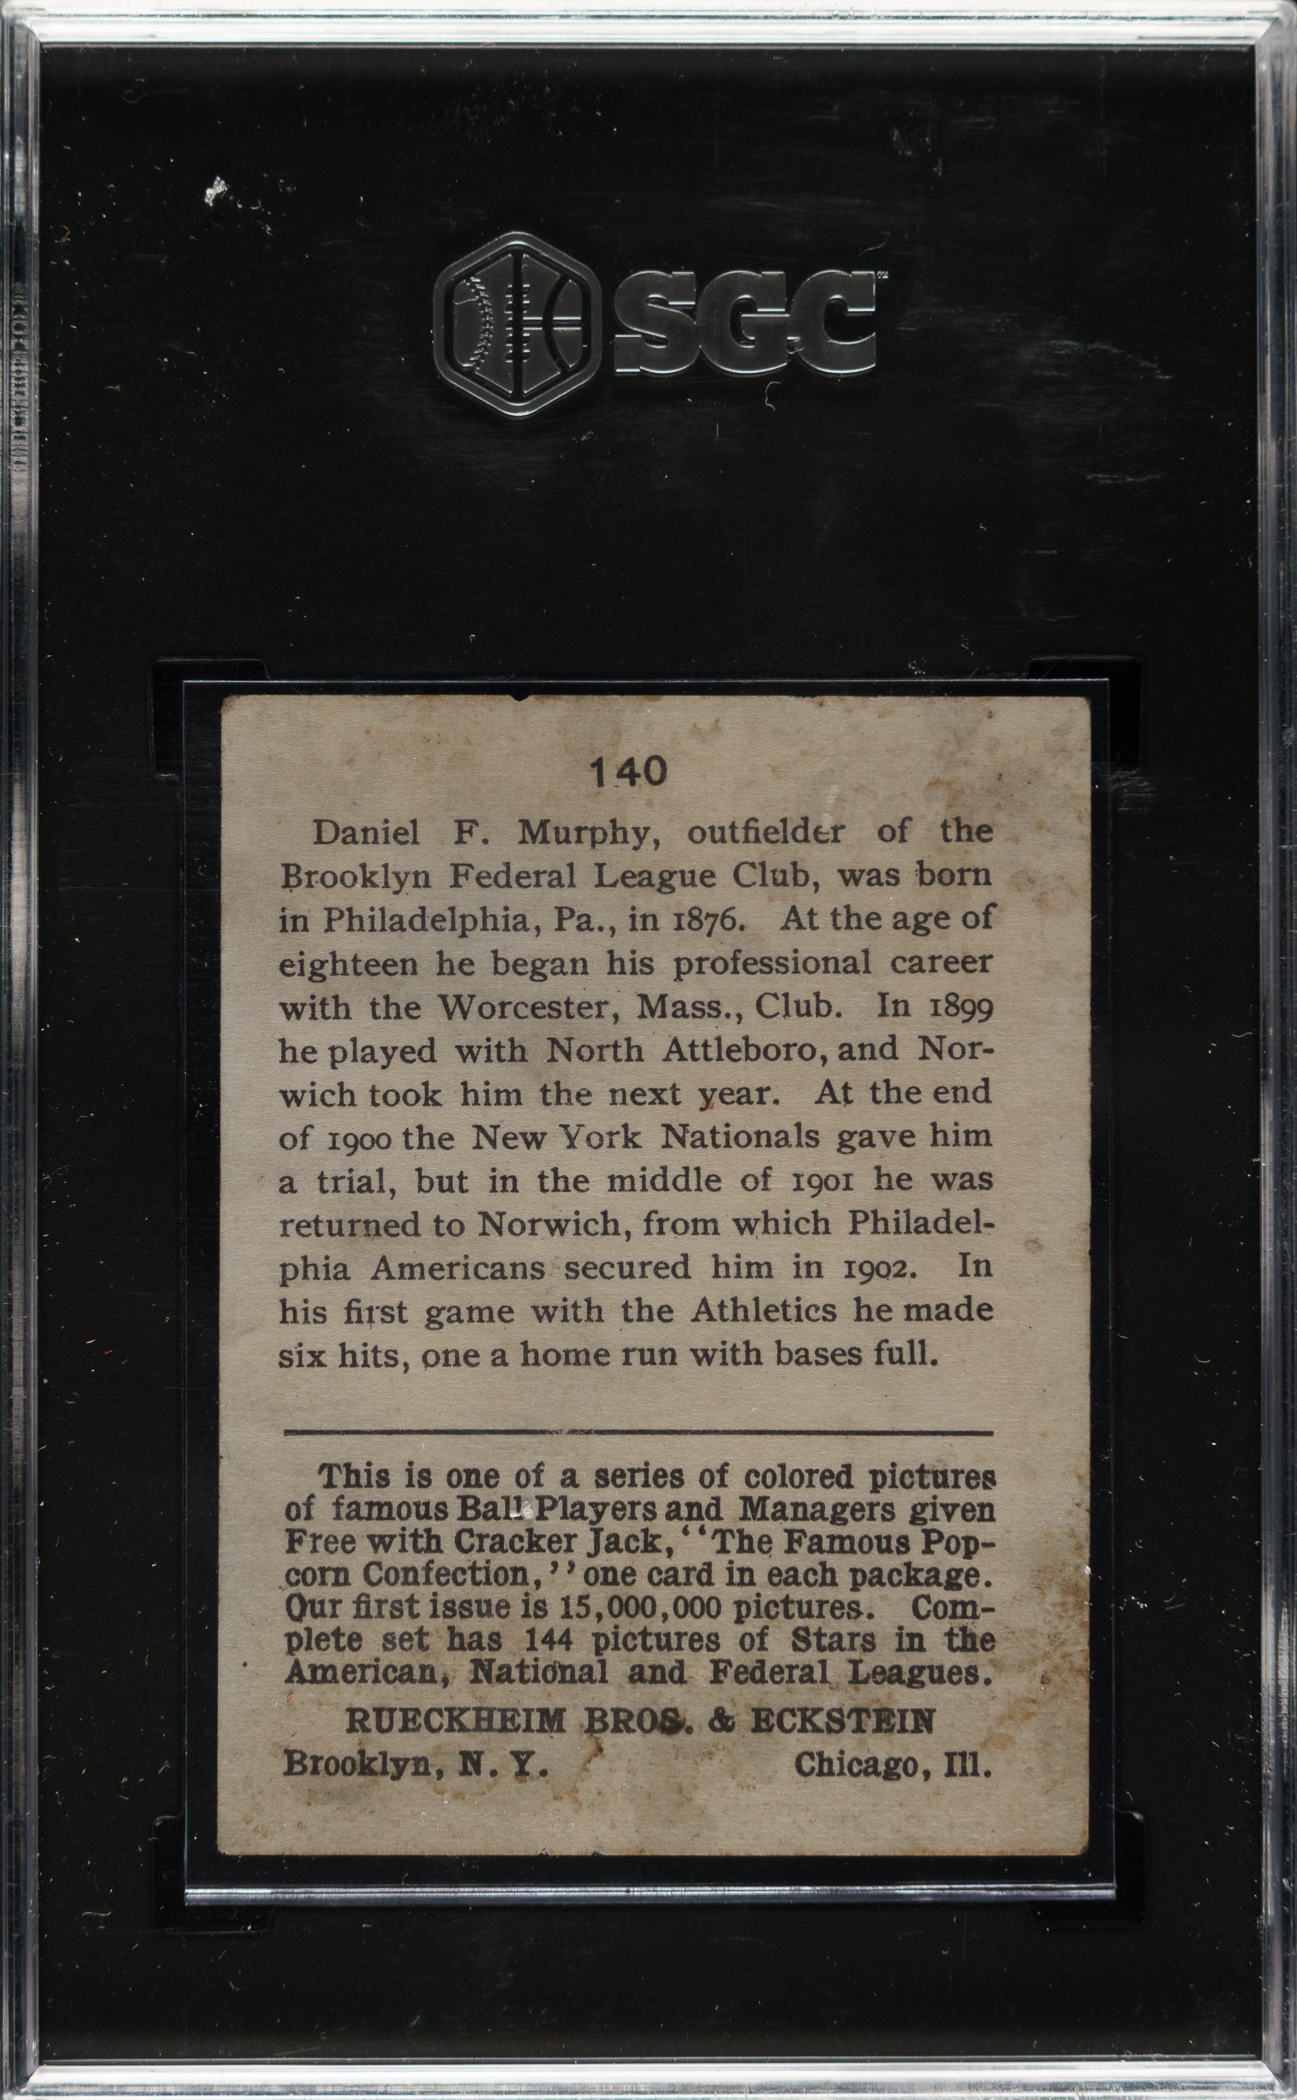 SGC™
140
Daniel F. Murphy, outfielder of the
Brooklyn Federal League Club, was born
in Philadelphia, Pa., in 1876. At the age of
eighteen he began his professional career
with the Worcester, Mass., Club. In 1899
he played with North Attleboro, and Nor-
wich took him the next year. At the end
of 1900 the New York Nationals gave him
a trial, but in the middle of 1901 he was
returned to Norwich, from which Philadel-
phia Americans secured him in 1902. In
his first game with the Athletics he made
six hits, one a home run with bases full.
This is one of a series of colored pictures
of famous Ball Players and Managers given
Free with Cracker Jack, “The Famous Pop-
corn Confection,” one card in each package.
Our first issue is 15,000,000 pictures. Com-
plete set has 144 pictures of Stars in the
American, National and Federal Leagues.
RUECKHEIM BROS. & ECKSTEIN
Brooklyn, N. Y. Chicago, Ill.